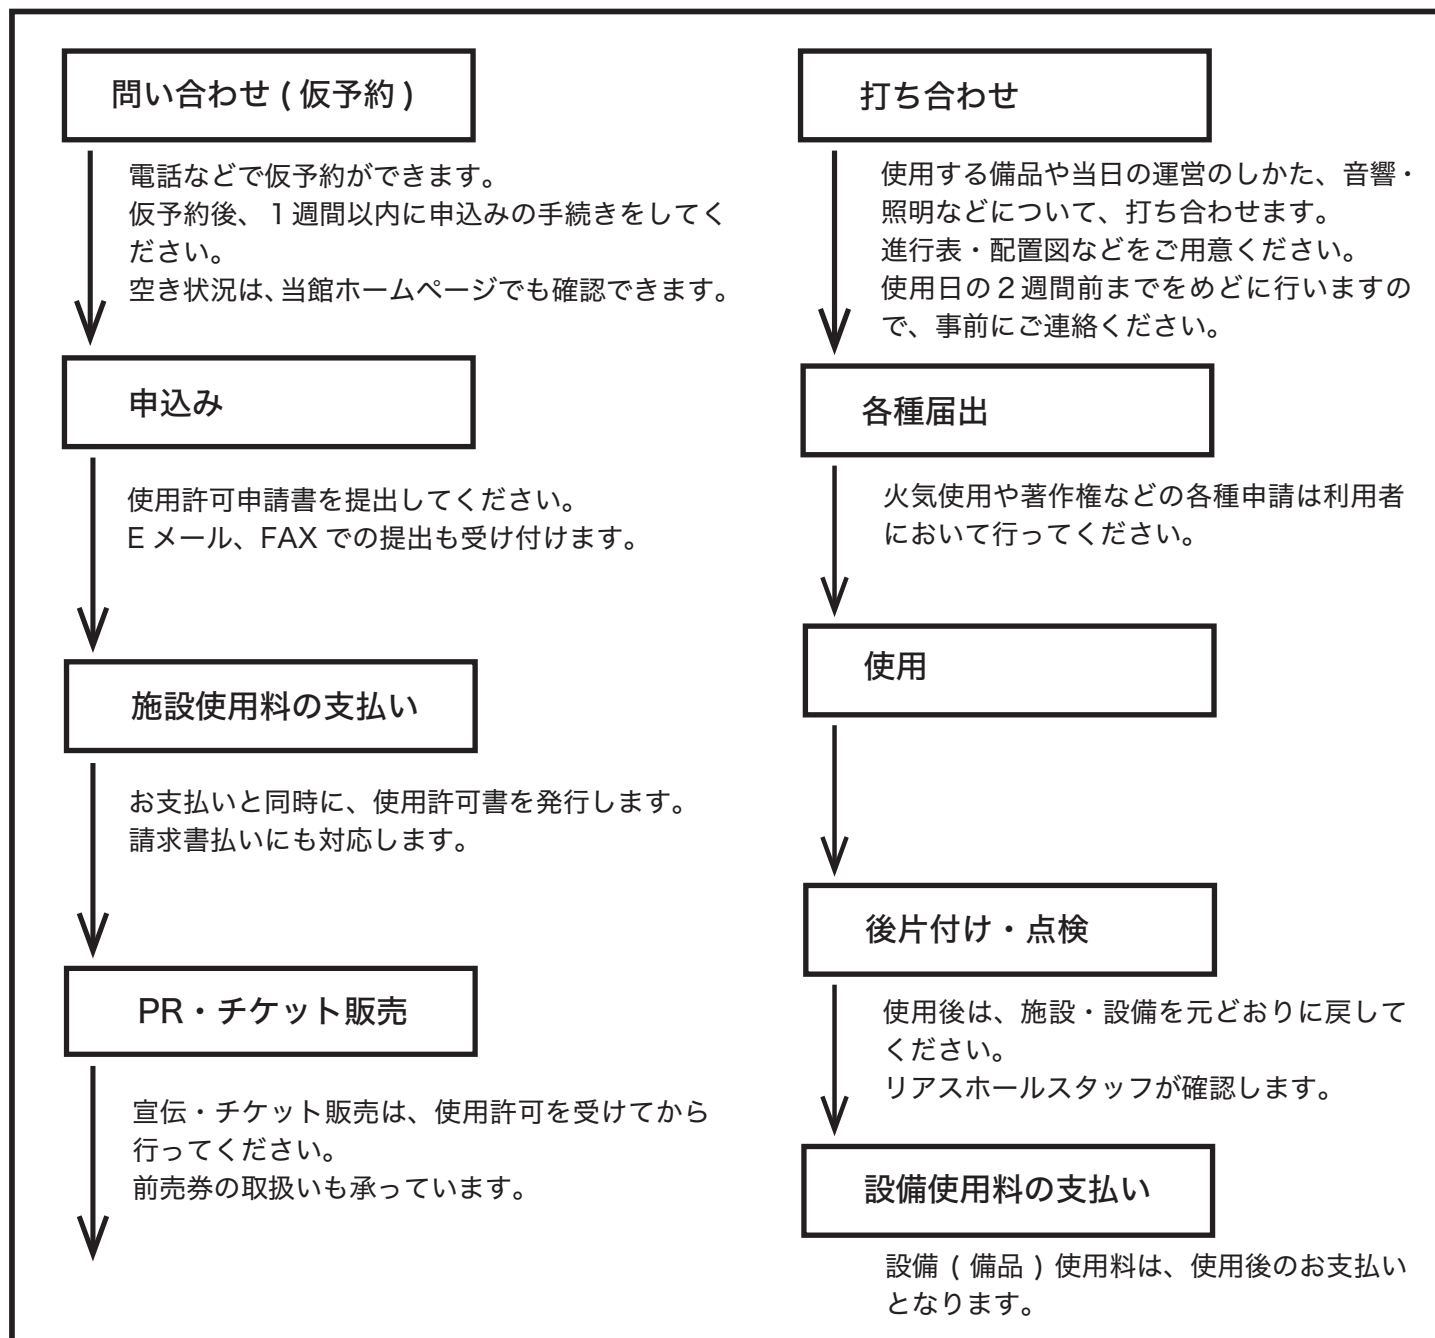 問い合わせ ( 仮予約 )
電話などで仮予約ができます。
仮予約後、１週間以内に申込みの手続きをしてく
ださい。
空き状況は、当館ホームページでも確認できます。
申込み
使用許可申請書を提出してください。
E メール、FAX での提出も受け付けます。
施設使用料の支払い
お支払いと同時に、使用許可書を発行します。
請求書払いにも対応します。
PR・チケット販売
宣伝・チケット販売は、使用許可を受けてから
行ってください。
前売券の取扱いも承っています。
打ち合わせ
使用する備品や当日の運営のしかた、音響・
照明などについて、打ち合わせます。
進行表・配置図などをご用意ください。
使用日の２週間前までをめどに行いますの
で、事前にご連絡ください。
各種届出
火気使用や著作権などの各種申請は利用者
において行ってください。
使用
後片付け・点検
使用後は、施設・設備を元どおりに戻して
ください。
リアスホールスタッフが確認します。
設備使用料の支払い
設備 ( 備品 ) 使用料は、使用後のお支払い
となります。